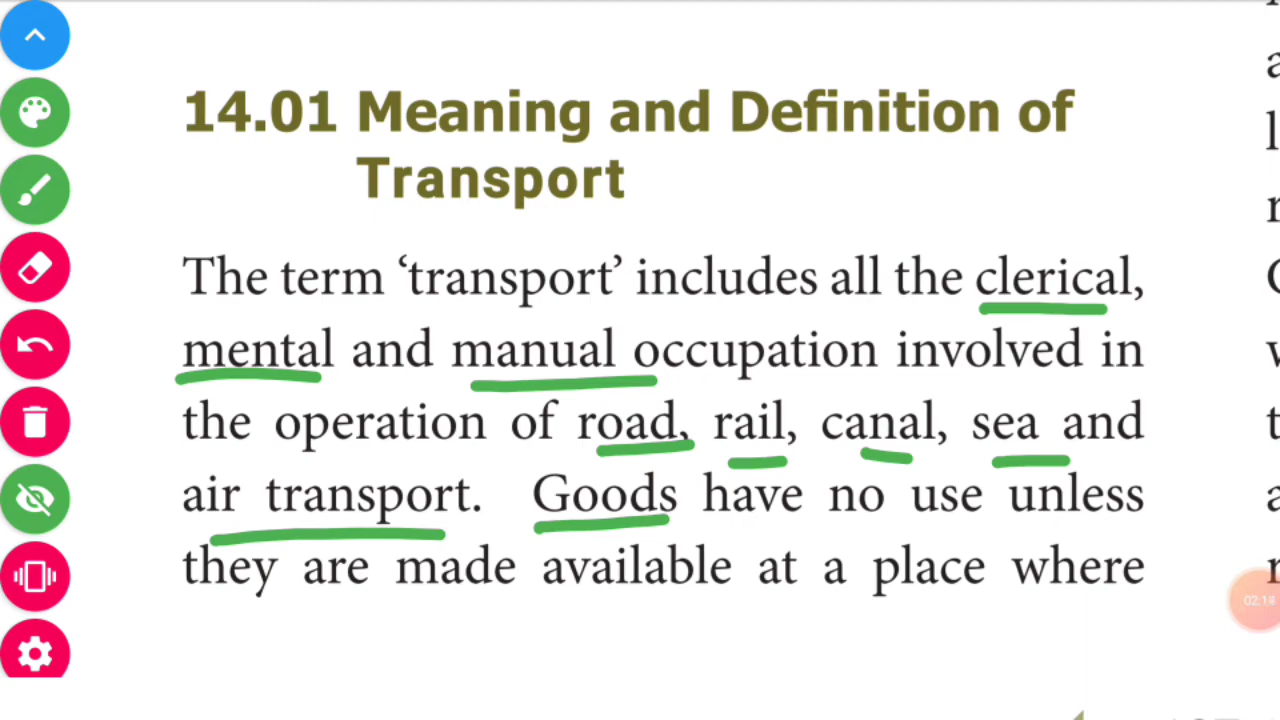 14.01 Meaning and Definition of
Transport
The term ‘transport’ includes all the clerical,
mental and manual occupation involved in
the operation of road, rail, canal, sea and
air transport. Goods have no use unless
they are made available at a place where
02:18